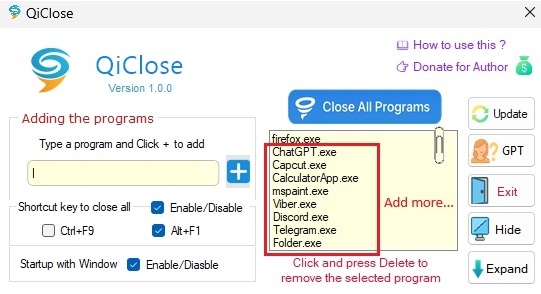 QiClose
QiClose
Version 1.0.0
How to use this ?
Donate for Author
Adding the programs
Type a program and Click + to add
Shortcut key to close all
Enable/Disable
Ctrl+F9
Alt+F1
Startup with Window
Enable/Diasble
Close All Programs
firefox.exe
ChatGPT.exe
Capcut.exe
CalculatorApp.exe
mspaint.exe
Viber.exe
Discord.exe
Telegram.exe
Folder.exe
Add more...
Click and press Delete to
remove the selected program
Update
GPT
Exit
Hide
Expand